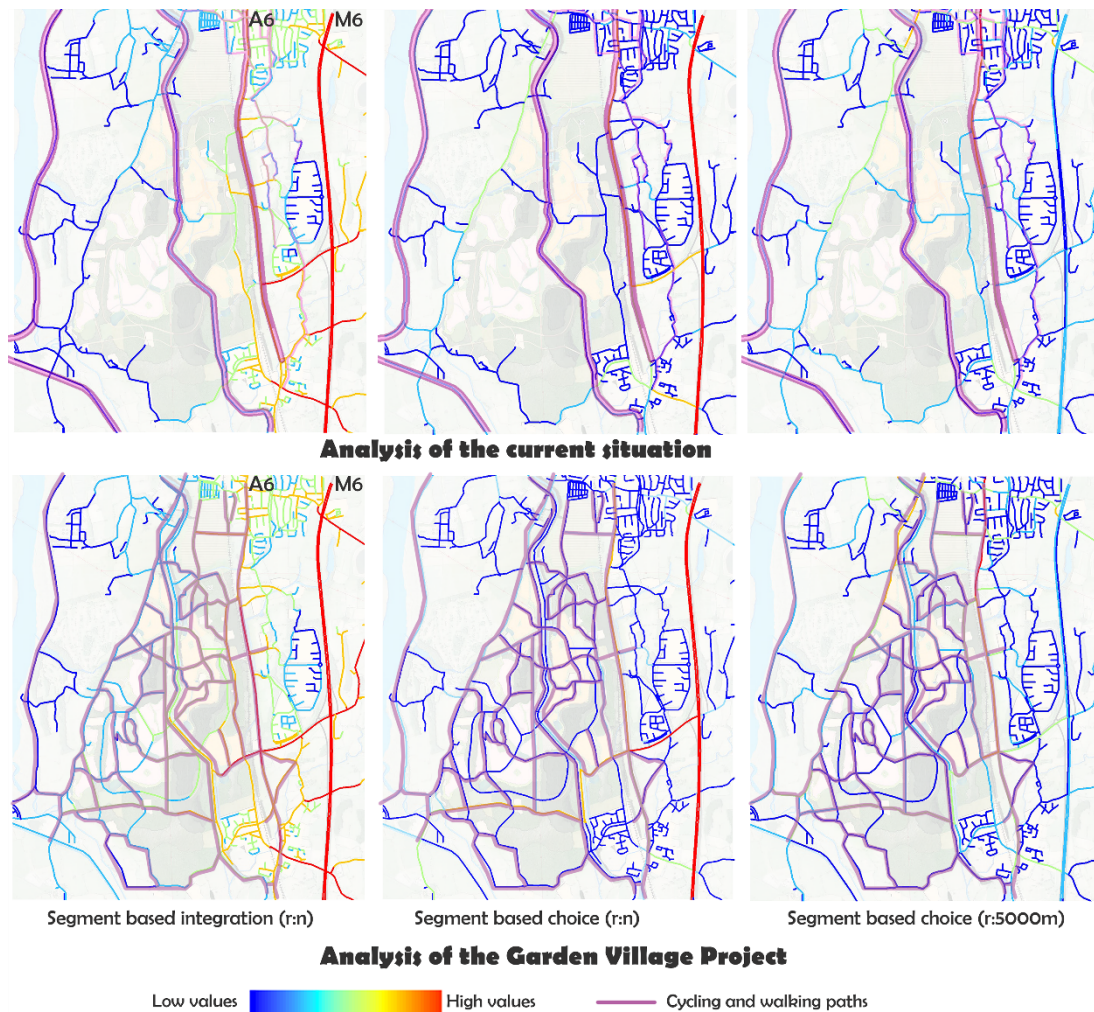 A6 M6
Analysis of the current situation
A6 M6
Segment based integration (r:n) Segment based choice (r:n) Segment based choice (r:5000m)
Analysis of the Garden Village Project
Low values High values Cycling and walking paths